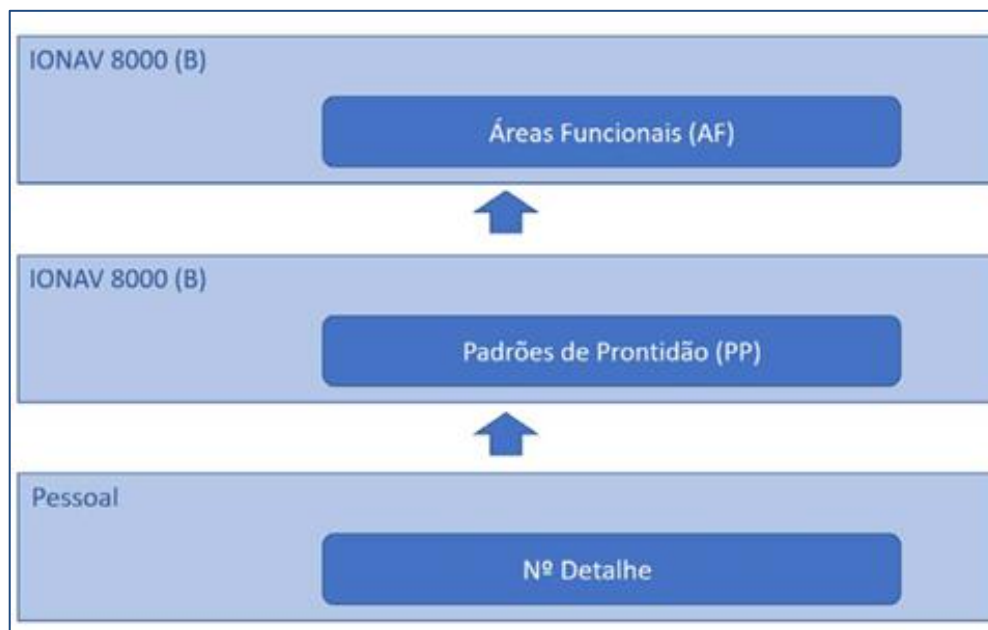 IONAV 8000 (B)
Áreas Funcionais (AF)
IONAV 8000 (B)
Padrões de Prontidão (PP)
Pessoal
Nº Detalhe